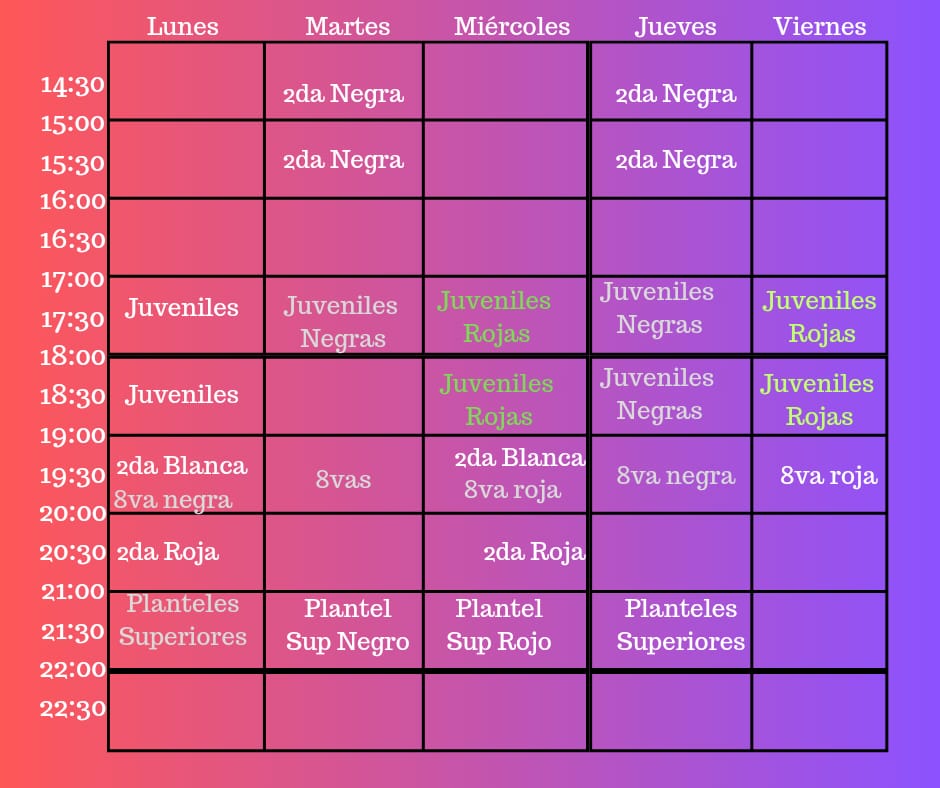 Lunes Martes Miércoles Jueves Viernes
14:30 2da Negra 2da Negra
15:00
15:30 2da Negra 2da Negra
16:00
16:30
17:00
Juveniles Juveniles Juveniles Juveniles Juveniles
17:30 Negras Rojas Negras Rojas
18:00
Juveniles Juveniles Juveniles Juveniles
18:30 Rojas Negras Rojas
19:00
2da Blanca 2da Blanca
19:30 8vas 8va negra 8va roja
8va negra 8va roja
20:00
20:30 2da Roja 2da Roja
21:00
Planteles Plantel Plantel Planteles
21:30 Superiores Sup Negro Sup Rojo Superiores
22:00
22:30